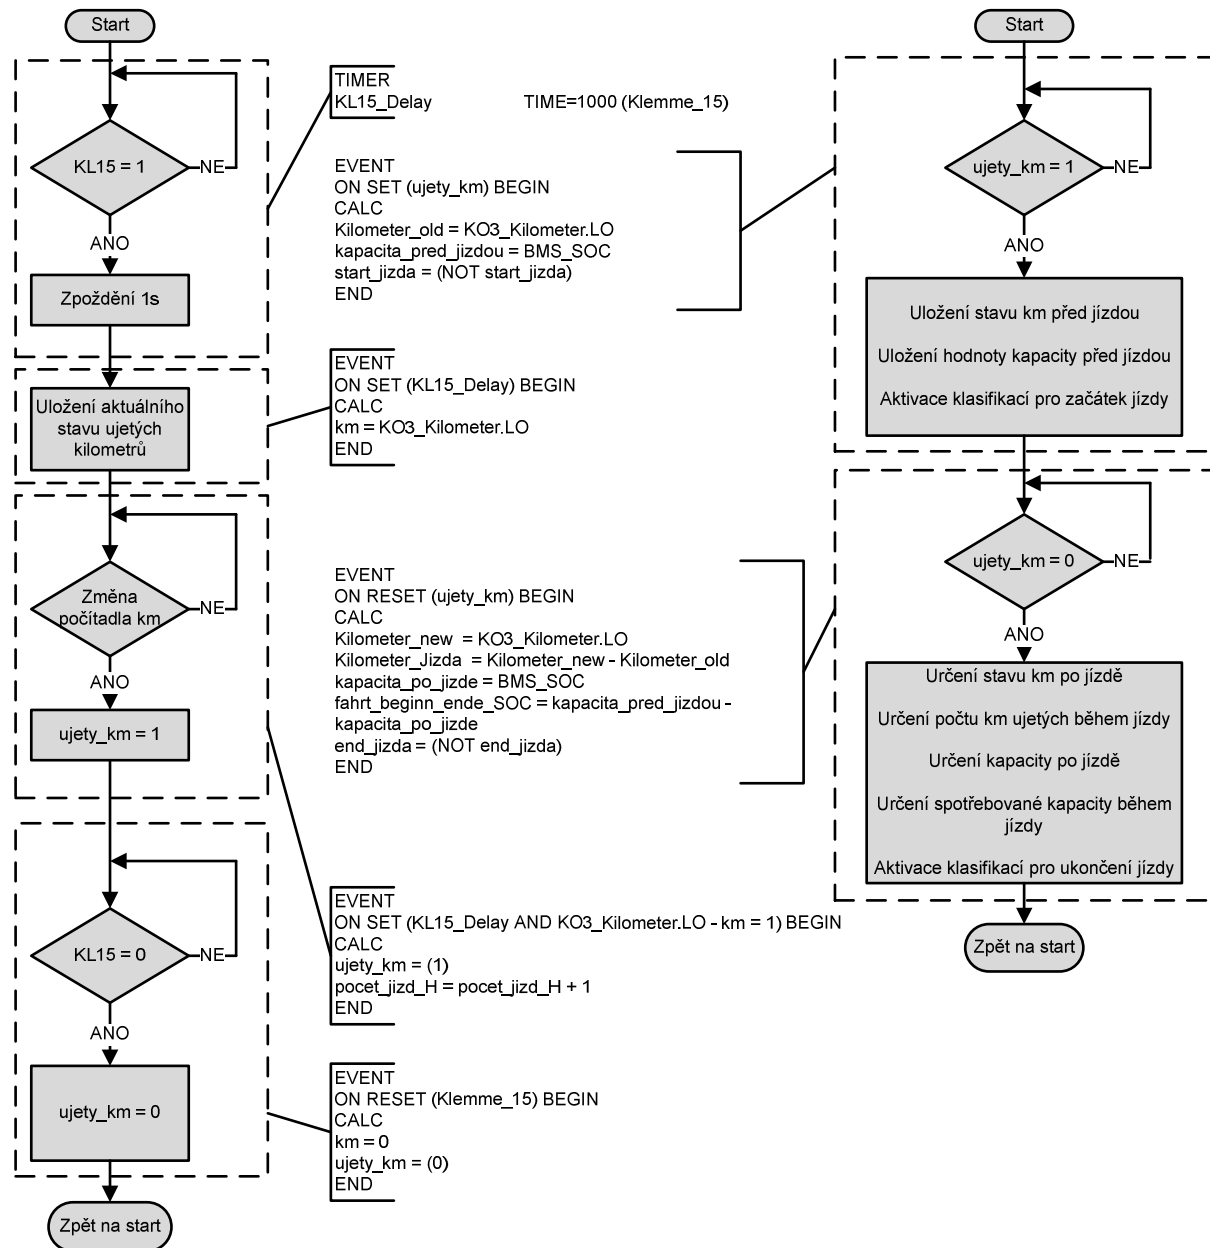 Start
KL15 = 1
NE
ANO
Zpoždění 1s
Uložení aktuálního
stavu ujetých
kilometrů
Změna
počítadla km
NE
ANO
ujety_km = 1
KL15 = 0
NE
ANO
ujety_km = 0
Zpět na start
TIMER
KL15_Delay TIME=1000 (Klemme_15)
EVENT
ON SET (ujety_km) BEGIN
CALC
Kilometer_old = KO3_Kilometer.LO
kapacita_pred_jizdou = BMS_SOC
start_jizda = (NOT start_jizda)
END
EVENT
ON SET (KL15_Delay) BEGIN
CALC
km = KO3_Kilometer.LO
END
EVENT
ON RESET (ujety_km) BEGIN
CALC
Kilometer_new = KO3_Kilometer.LO
Kilometer_Jizda = Kilometer_new - Kilometer_old
kapacita_po_jizde = BMS_SOC
fahrt_beginn_ende_SOC = kapacita_pred_jizdou -
kapacita_po_jizde
end_jizda = (NOT end_jizda)
END
EVENT
ON SET (KL15_Delay AND KO3_Kilometer.LO - km = 1) BEGIN
CALC
ujety_km = (1)
pocet_jizd_H = pocet_jizd_H + 1
END
EVENT
ON RESET (Klemme_15) BEGIN
CALC
km = 0
ujety_km = (0)
END
Start
ujety_km = 1
NE
ANO
Uložení stavu km před jízdou
Uložení hodnoty kapacity před jízdou
Aktivace klasifikací pro začátek jízdy
ujety_km = 0
NE
ANO
Určení stavu km po jízdě
Určení počtu km ujetých během jízdy
Určení kapacity po jízdě
Určení spotřebované kapacity během
jízdy
Aktivace klasifikací pro ukončení jízdy
Zpět na start